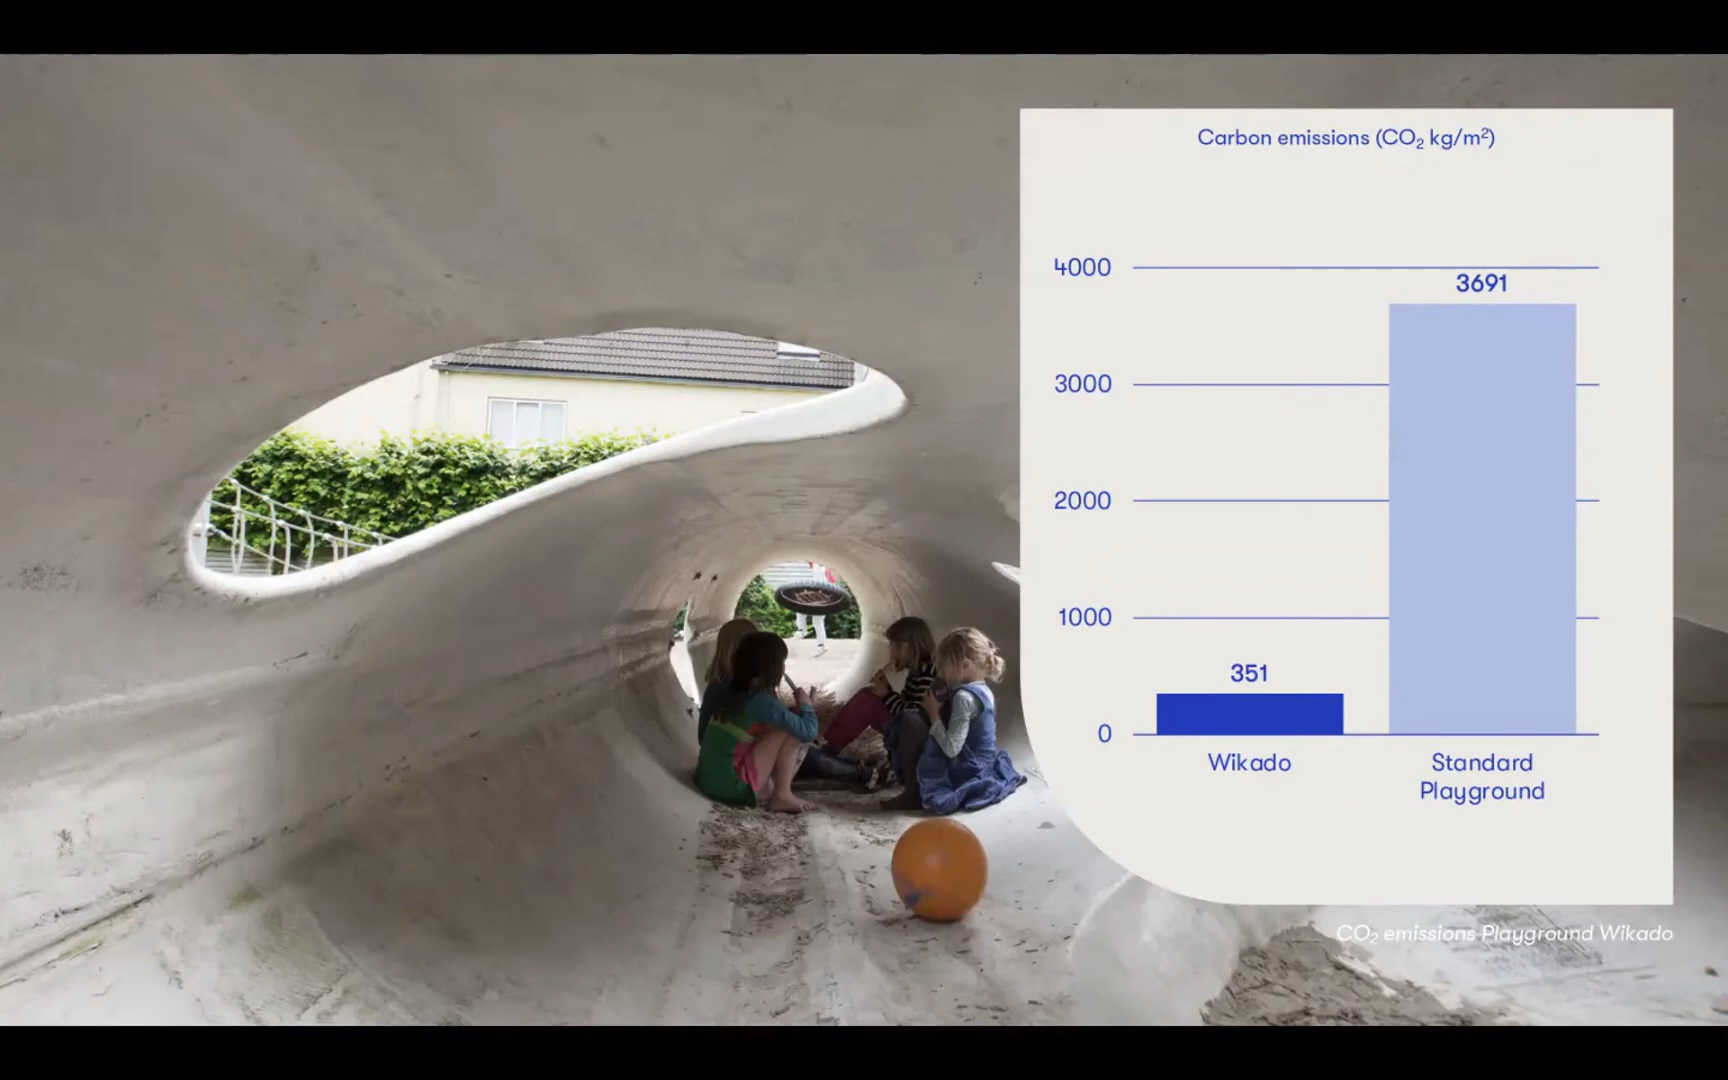 Carbon emissions (CO₂ kg/m²)
4000
3691
3000
2000
1000
351
0
Wikado
Standard
Playground
CO₂ emissions Playground Wikado